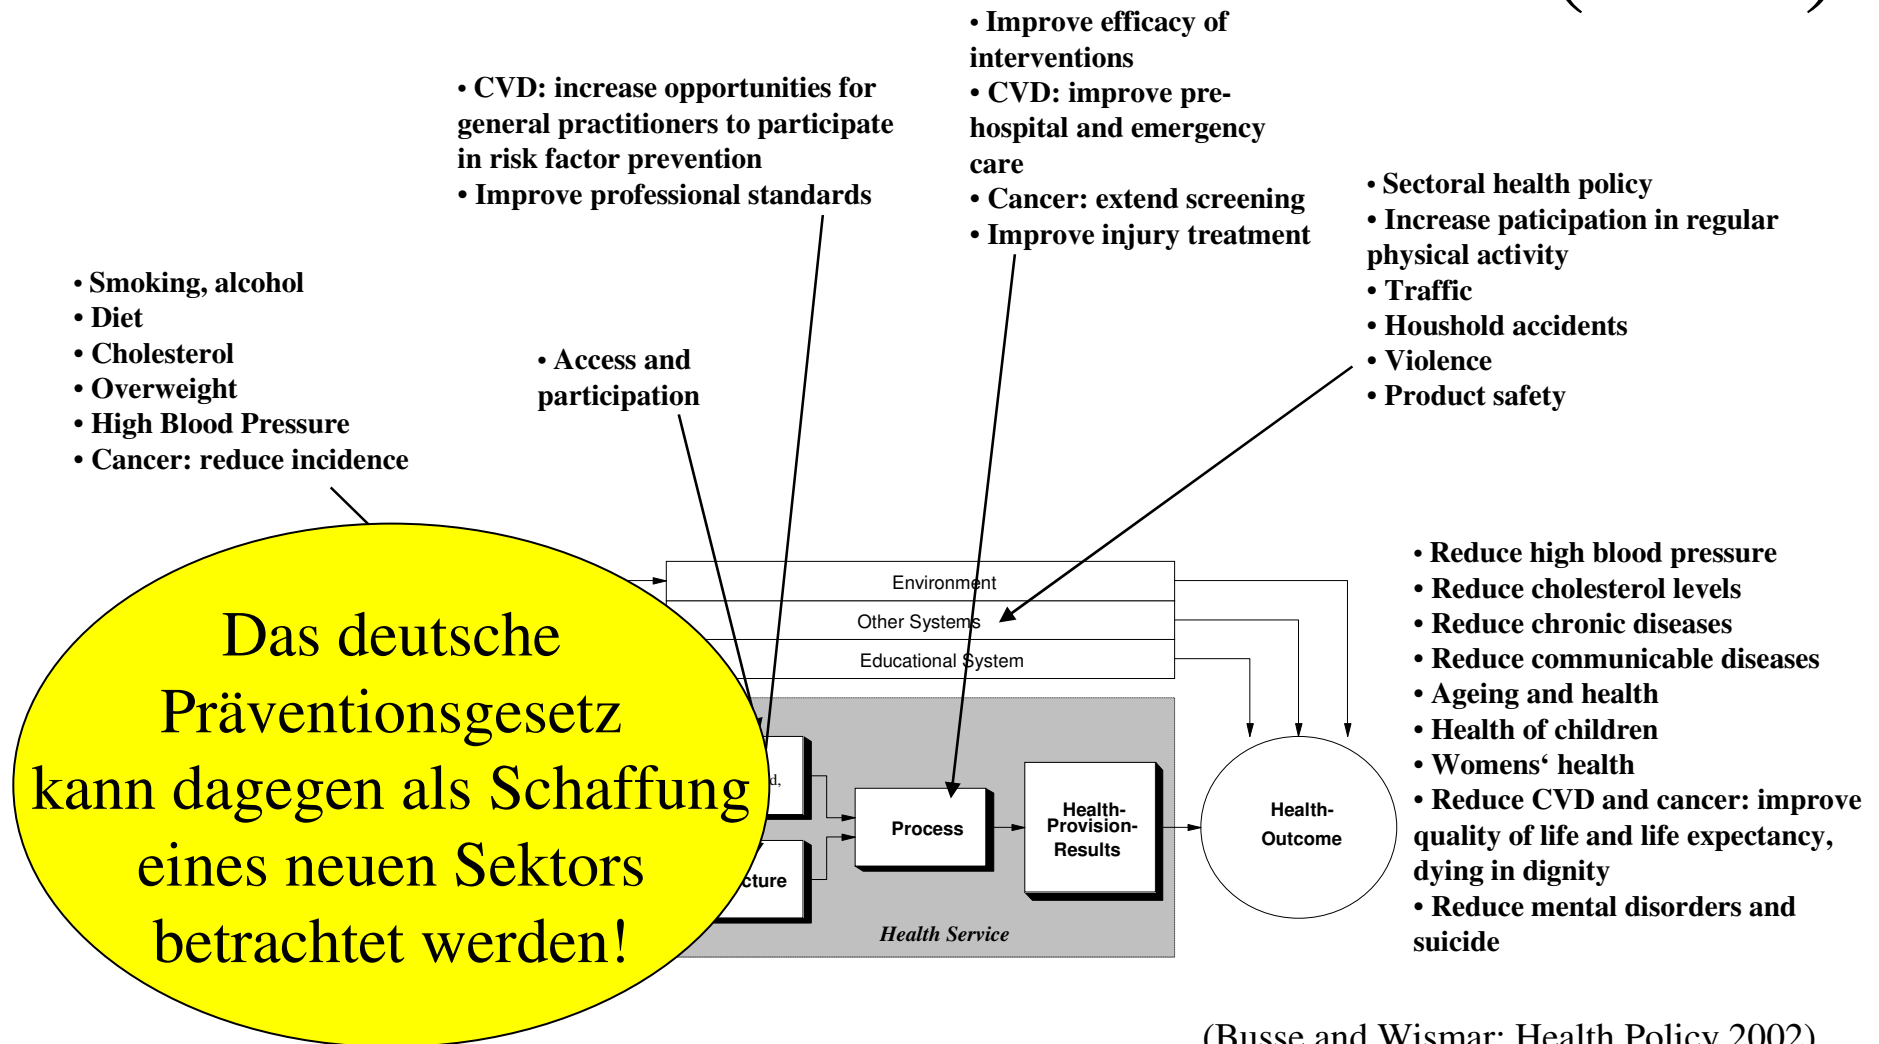 • Improve efficacy of
interventions
• CVD: improve pre-
hospital and emergency
care
• Cancer: extend screening
• Improve injury treatment
• CVD: increase opportunities for
general practitioners to participate
in risk factor prevention
• Improve professional standards
• Sectoral health policy
• Increase paticipation in regular
physical activity
• Traffic
• Houshold accidents
• Violence
• Product safety
• Smoking, alcohol
• Diet
• Cholesterol
• Overweight
• High Blood Pressure
• Cancer: reduce incidence
• Access and
participation
Das deutsche
Präventionsgesetz
kann dagegen als Schaffung
eines neuen Sektors
betrachtet werden!
Environment
Other Systems
Educational System
d,
cture
Process
Health-
Provision-
Results
Health Service
Health-
Outcome
• Reduce high blood pressure
• Reduce cholesterol levels
• Reduce chronic diseases
• Reduce communicable diseases
• Ageing and health
• Health of children
• Womens‘ health
• Reduce CVD and cancer: improve
quality of life and life expectancy,
dying in dignity
• Reduce mental disorders and
suicide
(Busse and Wismar: Health Policy 2002)